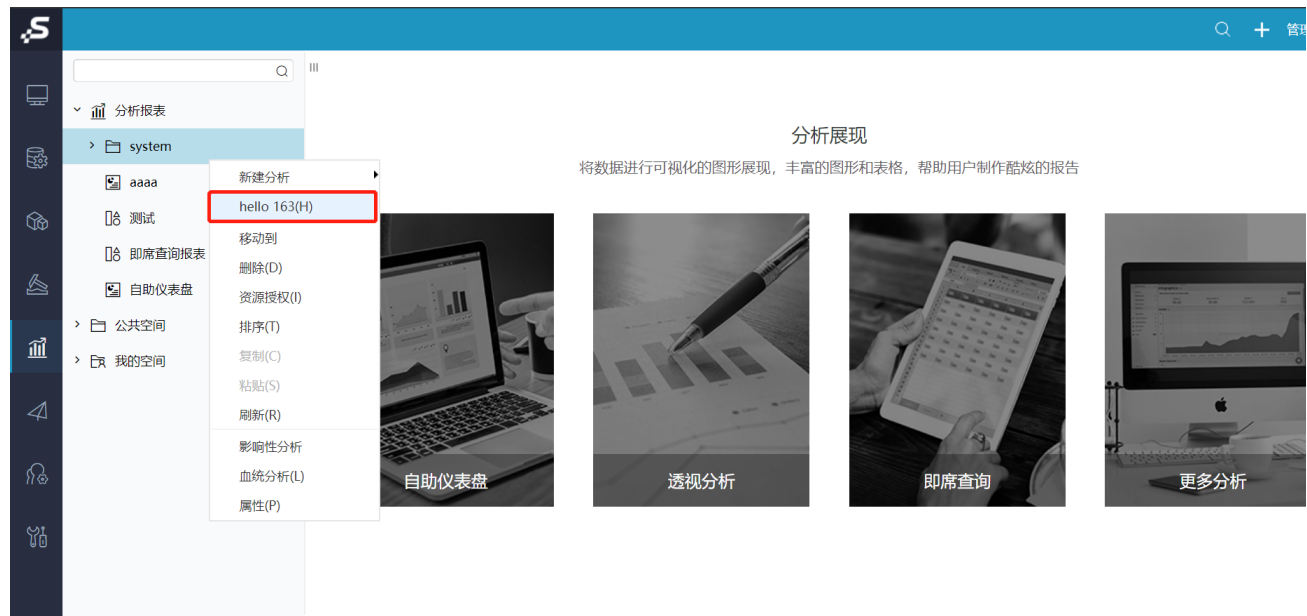 管理
分析报表
system
aaaa
测试
即席查询报表
自助仪表盘
公共空间
我的空间
新建分析
hello 163(H)
移动到
删除(D)
资源授权(I)
排序(T)
复制(C)
粘贴(S)
刷新(R)
影响性分析
血统分析(L)
属性(P)
分析展现
将数据进行可视化的图形展现，丰富的图形和表格，帮助用户制作酷炫的报告
自助仪表盘
透视分析
即席查询
更多分析